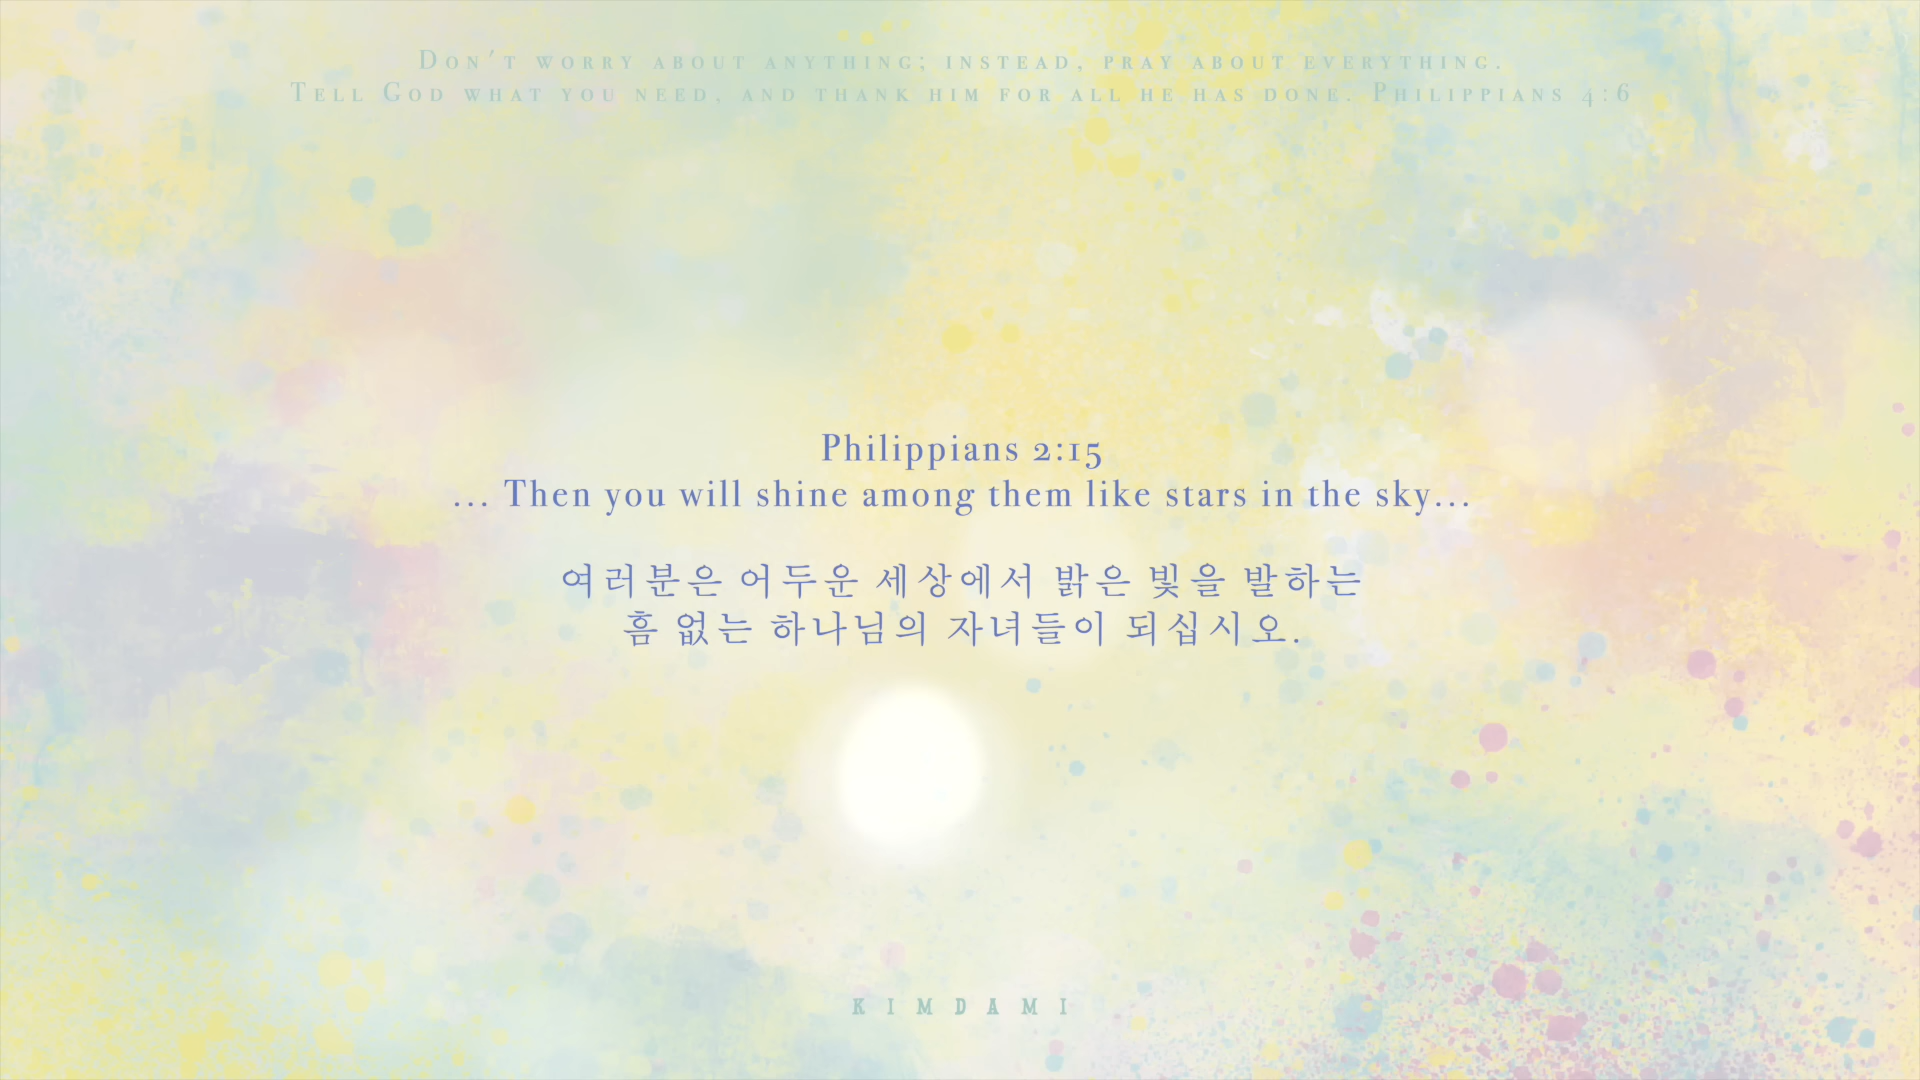 Don't worry about anything; instead, pray about everything.
Tell God what you need, and thank him for all he has done. Philippians 4:6
Philippians 2:15
... Then you will shine among them like stars in the sky...
여러분은 어두운 세상에서 밝은 빛을 발하는
흠 없는 하나님의 자녀들이 되십시오.
KIMDAMI